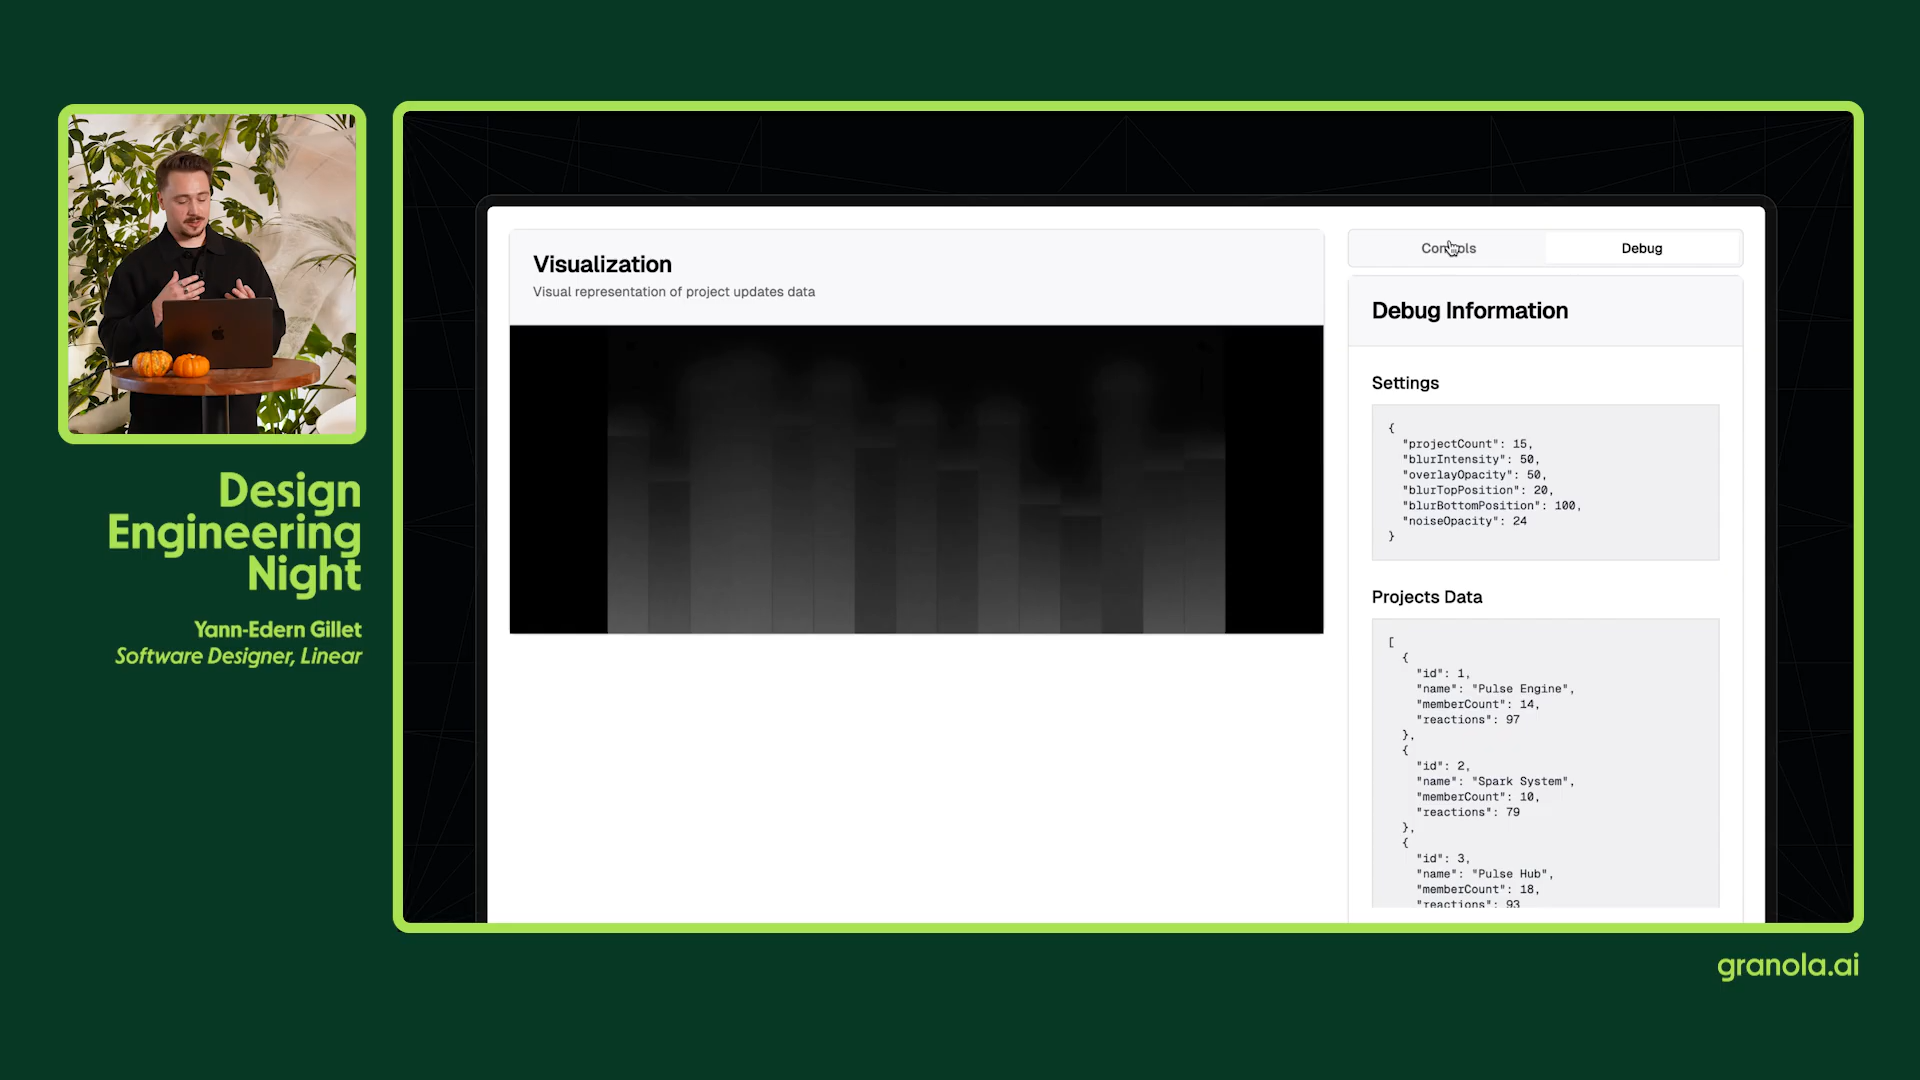 Design
Engineering
Night
Yann-Edern Gillet
Software Designer, Linear
Visualization
Visual representation of project updates data
Controls
Debug
Debug Information
Settings
{
"projectCount": 15,
"blurIntensity": 50,
"overlayOpacity": 50,
"blurTopPosition": 20,
"blurBottomPosition": 100,
"noiseOpacity": 24
}
Projects Data
[
{
"id": 1,
"name": "Pulse Engine",
"memberCount": 14,
"reactions": 97
},
{
"id": 2,
"name": "Spark System",
"memberCount": 10,
"reactions": 79
},
{
"id": 3,
"name": "Pulse Hub",
"memberCount": 18,
"reactions": 93
granola.ai